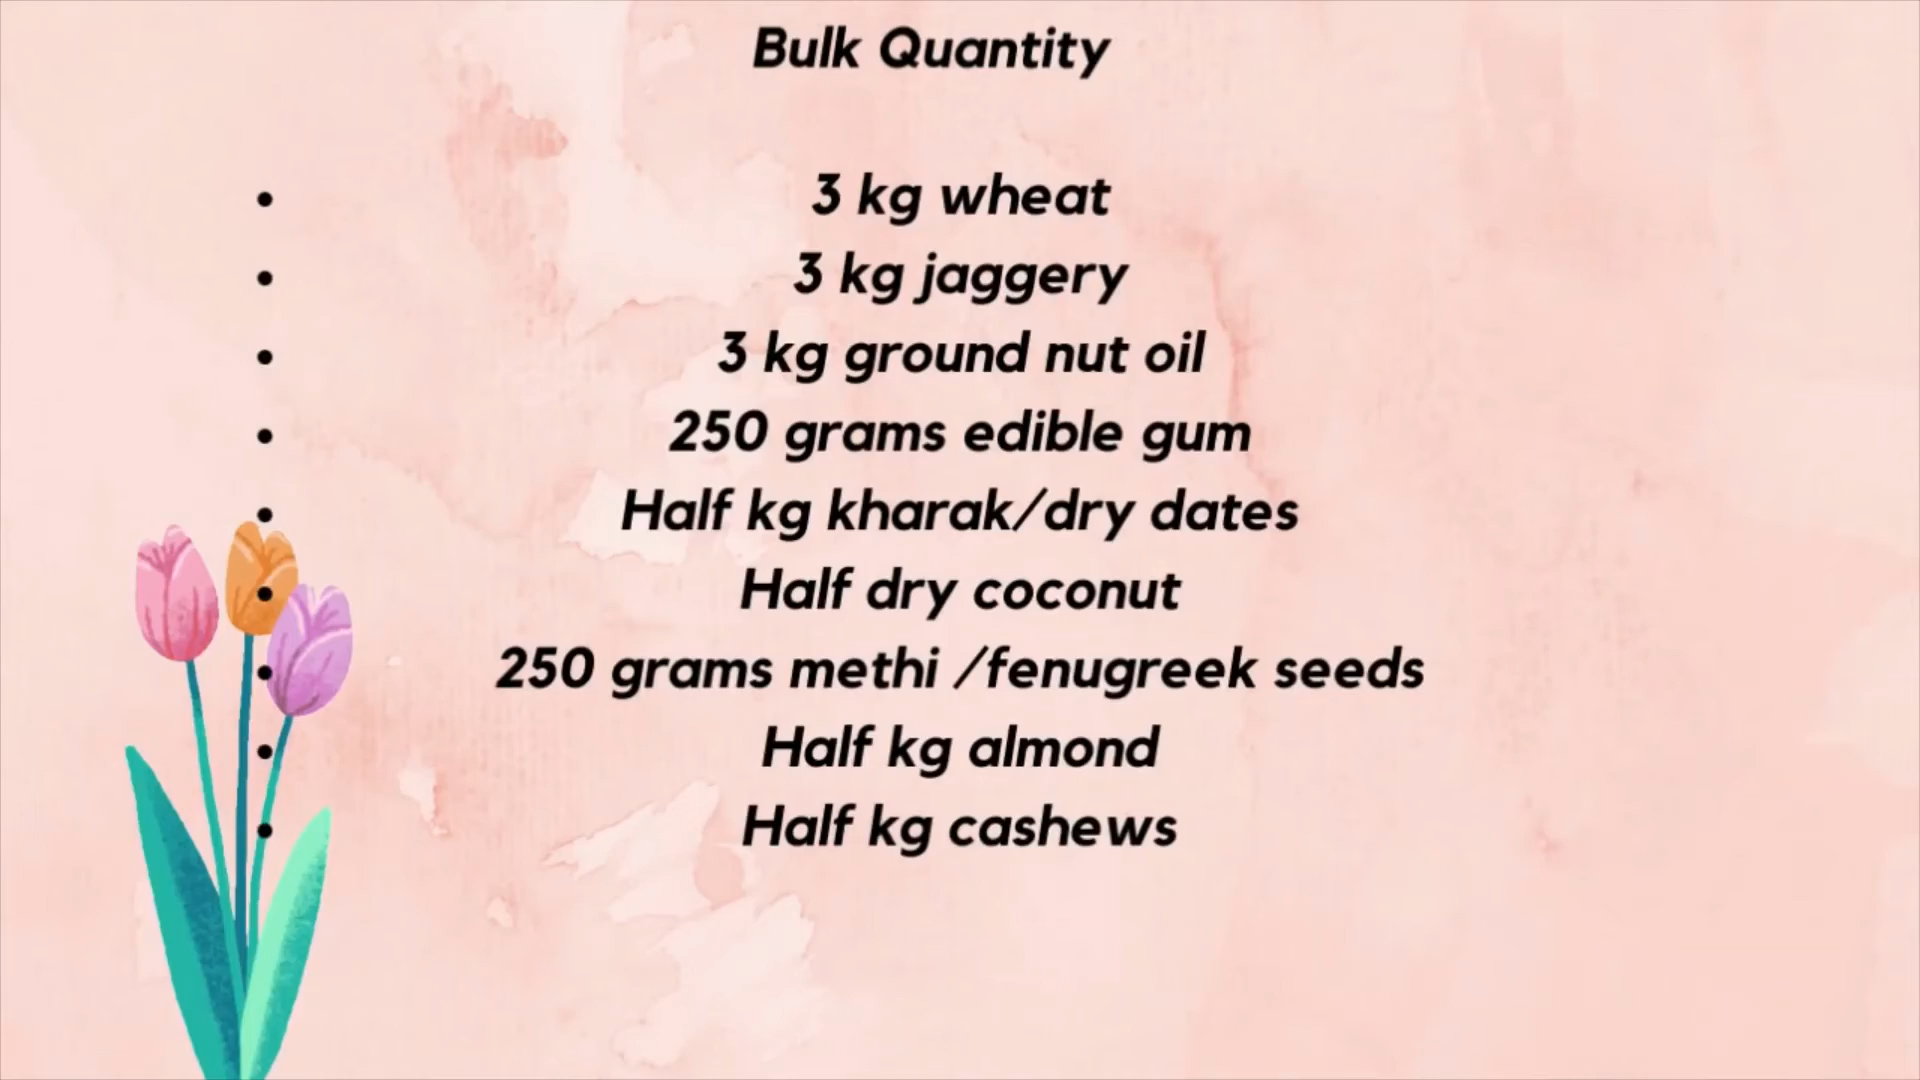 Bulk Quantity
• 3 kg wheat
• 3 kg jaggery
• 3 kg ground nut oil
• 250 grams edible gum
• Half kg kharak/dry dates
• Half dry coconut
• 250 grams methi /fenugreek seeds
• Half kg almond
• Half kg cashews